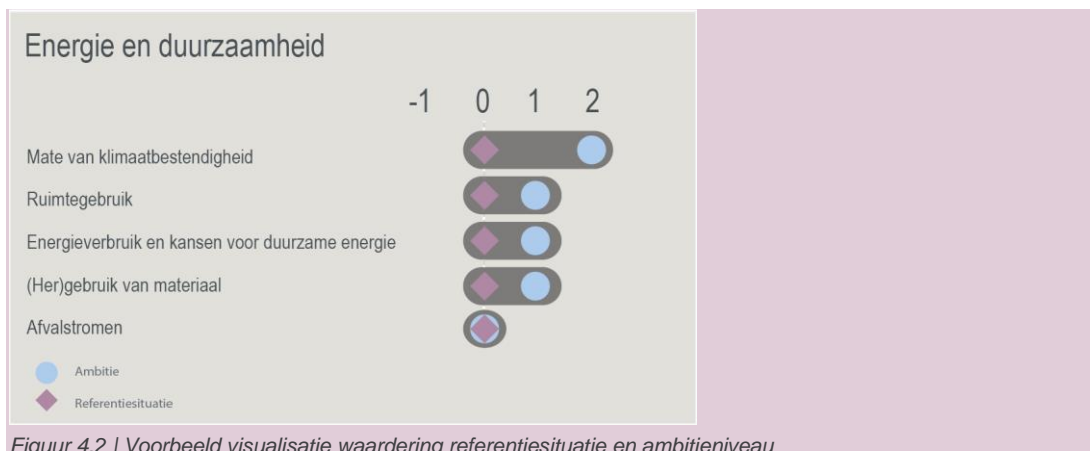 Energie en duurzaamheid
-1 0 1 2
Mate van klimaatbestendigheid
Ruimtegebruik
Energieverbruik en kansen voor duurzame energie
(Her)gebruik van materiaal
Afvalstromen
Ambitie
Referentiesituatie
Figuur 4.2 | Voorbeeld visualisatie waardering referentiesituatie en ambitieniveau